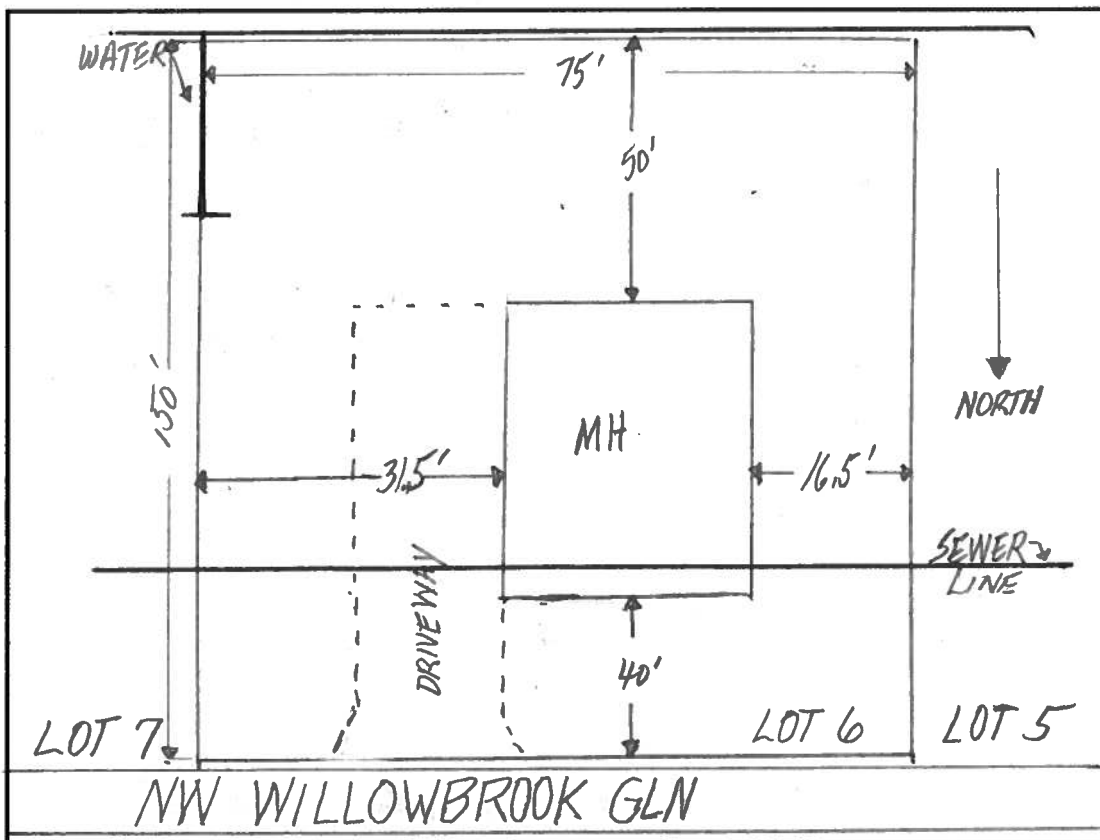 WATER
75'
50'
150'
NORTH
MH
31.5'
16.5'
SEWER
LINE
DRIVEWAY
40'
LOT 7
LOT 6
LOT 5
NW WILLOWBROOK GLN